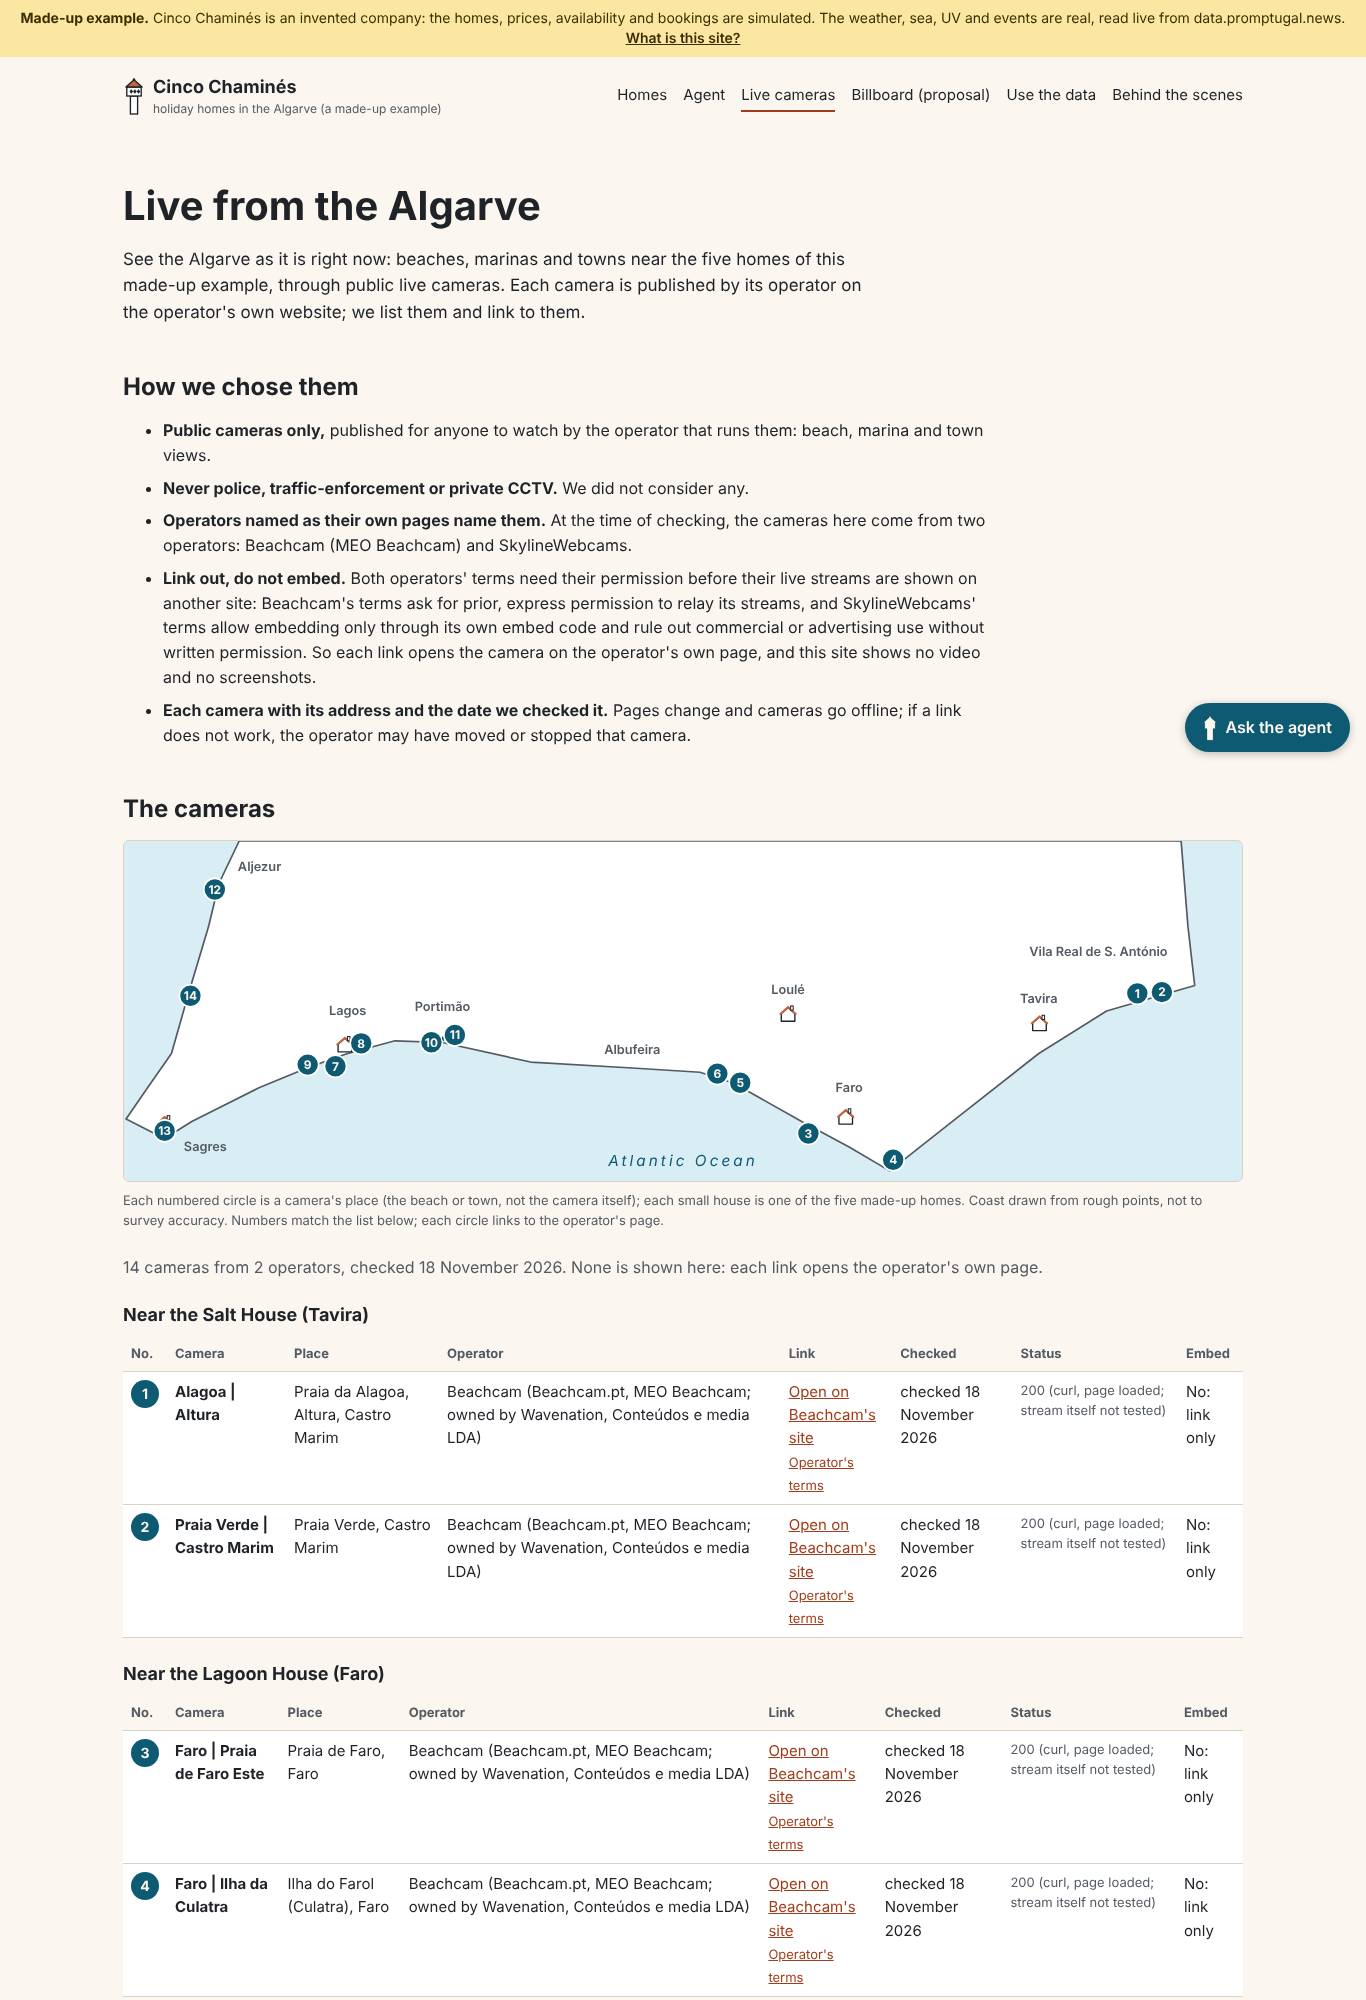 Made-up example. Cinco Chaminés is an invented company: the homes, prices, availability and bookings are simulated. The weather, sea, UV and events are real, read live from data.promptugal.news.
What is this site?
Cinco Chaminés
holiday homes in the Algarve (a made-up example)
Homes Agent Live cameras Billboard (proposal) Use the data Behind the scenes
Live from the Algarve
See the Algarve as it is right now: beaches, marinas and towns near the five homes of this
made-up example, through public live cameras. Each camera is published by its operator on
the operator's own website; we list them and link to them.
How we chose them
• Public cameras only, published for anyone to watch by the operator that runs them: beach, marina and town
views.
• Never police, traffic-enforcement or private CCTV. We did not consider any.
• Operators named as their own pages name them. At the time of checking, the cameras here come from two
operators: Beachcam (MEO Beachcam) and SkylineWebcams.
• Link out, do not embed. Both operators' terms need their permission before their live streams are shown on
another site: Beachcam's terms ask for prior, express permission to relay its streams, and SkylineWebcams'
terms allow embedding only through its own embed code and rule out commercial or advertising use without
written permission. So each link opens the camera on the operator's own page, and this site shows no video
and no screenshots.
• Each camera with its address and the date we checked it. Pages change and cameras go offline; if a link
does not work, the operator may have moved or stopped that camera.
Ask the agent
The cameras
Aljezur
12
Vila Real de S. António
14
Loulé
Tavira
1
2
Lagos
Portimão
8
10
11
9
7
Albufeira
6
5
Faro
13
Sagres
3
4
Atlantic Ocean
Each numbered circle is a camera's place (the beach or town, not the camera itself); each small house is one of the five made-up homes. Coast drawn from rough points, not to
survey accuracy. Numbers match the list below; each circle links to the operator's page.
14 cameras from 2 operators, checked 18 November 2026. None is shown here: each link opens the operator's own page.
Near the Salt House (Tavira)
No. Camera Place Operator Link Checked Status Embed
1 Alagoa | Praia da Alagoa, Beachcam (Beachcam.pt, MEO Beachcam; Open on checked 18 200 (curl, page loaded; No:
Altura Altura, Castro owned by Wavenation, Conteúdos e media Beachcam's November stream itself not tested) link
Marim LDA) site 2026 only
Operator's
terms
2 Praia Verde | Praia Verde, Castro Beachcam (Beachcam.pt, MEO Beachcam; Open on checked 18 200 (curl, page loaded; No:
Castro Marim Marim owned by Wavenation, Conteúdos e media Beachcam's November stream itself not tested) link
LDA) site 2026 only
Operator's
terms
Near the Lagoon House (Faro)
No. Camera Place Operator Link Checked Status Embed
3 Faro | Praia Praia de Faro, Beachcam (Beachcam.pt, MEO Beachcam; Open on checked 18 200 (curl, page loaded; No:
de Faro Este Faro owned by Wavenation, Conteúdos e media LDA) Beachcam's November stream itself not tested) link
site 2026 only
Operator's
terms
4 Faro | Ilha da Ilha do Farol Beachcam (Beachcam.pt, MEO Beachcam; Open on checked 18 200 (curl, page loaded; No:
Culatra (Culatra), Faro owned by Wavenation, Conteúdos e media LDA) Beachcam's November stream itself not tested) link
site 2026 only
Operator's
terms